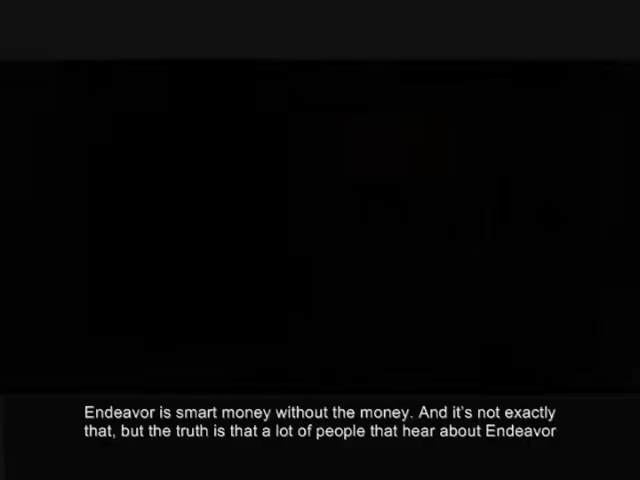 Endeavor is smart money without the money. And it's not exactly
that, but the truth is that a lot of people that hear about Endeavor